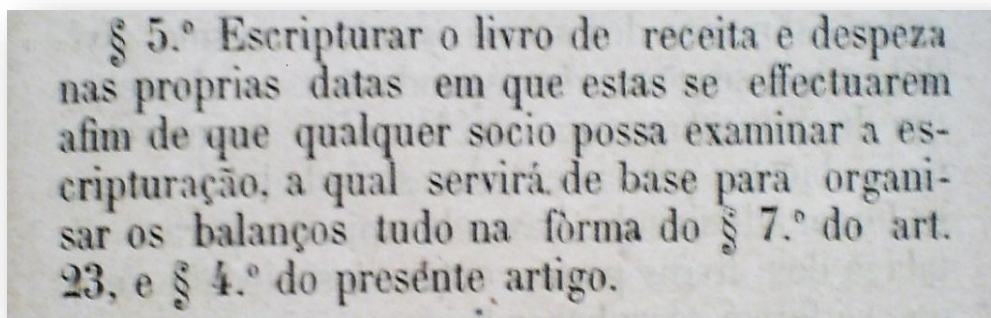 § 5.º Escripturar o livro de receita e despeza
nas proprias datas em que estas se effectuarem
afim de que qualquer socio possa examinar a es-
cripturação, a qual servirá de base para organi-
sar os balanços tudo na fòrma do § 7.º do art.
23, e § 4.º do presénte artigo.